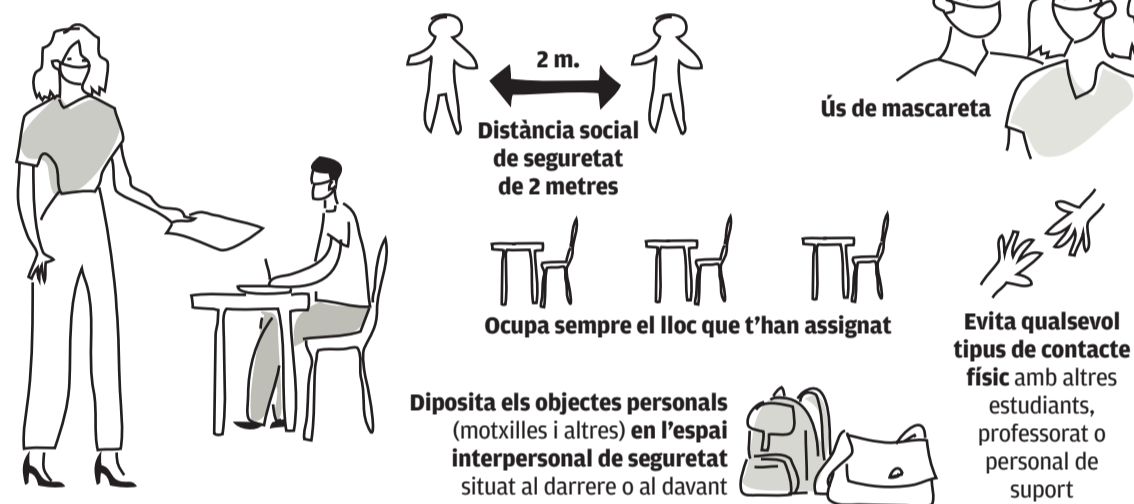 2 m.
Distància social
de seguretat
de 2 metres
Ús de mascareta
Ocupa sempre el lloc que t'han assignat
Evita qualsevol
tipus de contacte
físic amb altres
estudiants,
professorat o
personal de
suport
Diposita els objectes personals
(motxilles i altres) en l'espai
interpersonal de seguretat
situat al darrere o al davant